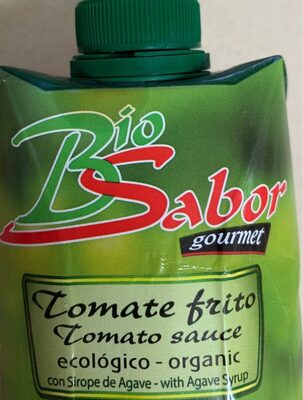 Bio
Sabor
gourmet
Tomate frito
Tomato sauce
ecológico - organic
con Sirope de Agave - with Agave Syrup